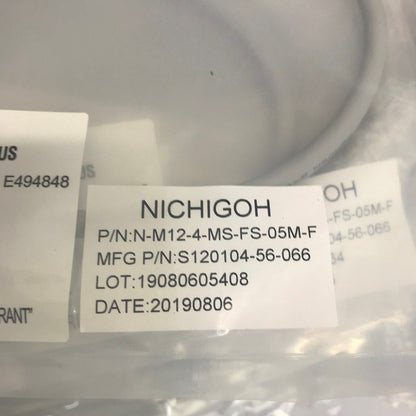 US
E494848
RANT"
NICHIGOH
P/N:N-M12-4-MS-FS-05M-F
MFG P/N:S120104-56-066
LOT:19080605408
DATE:20190806
OH
-FS-05M-F
04-56-066